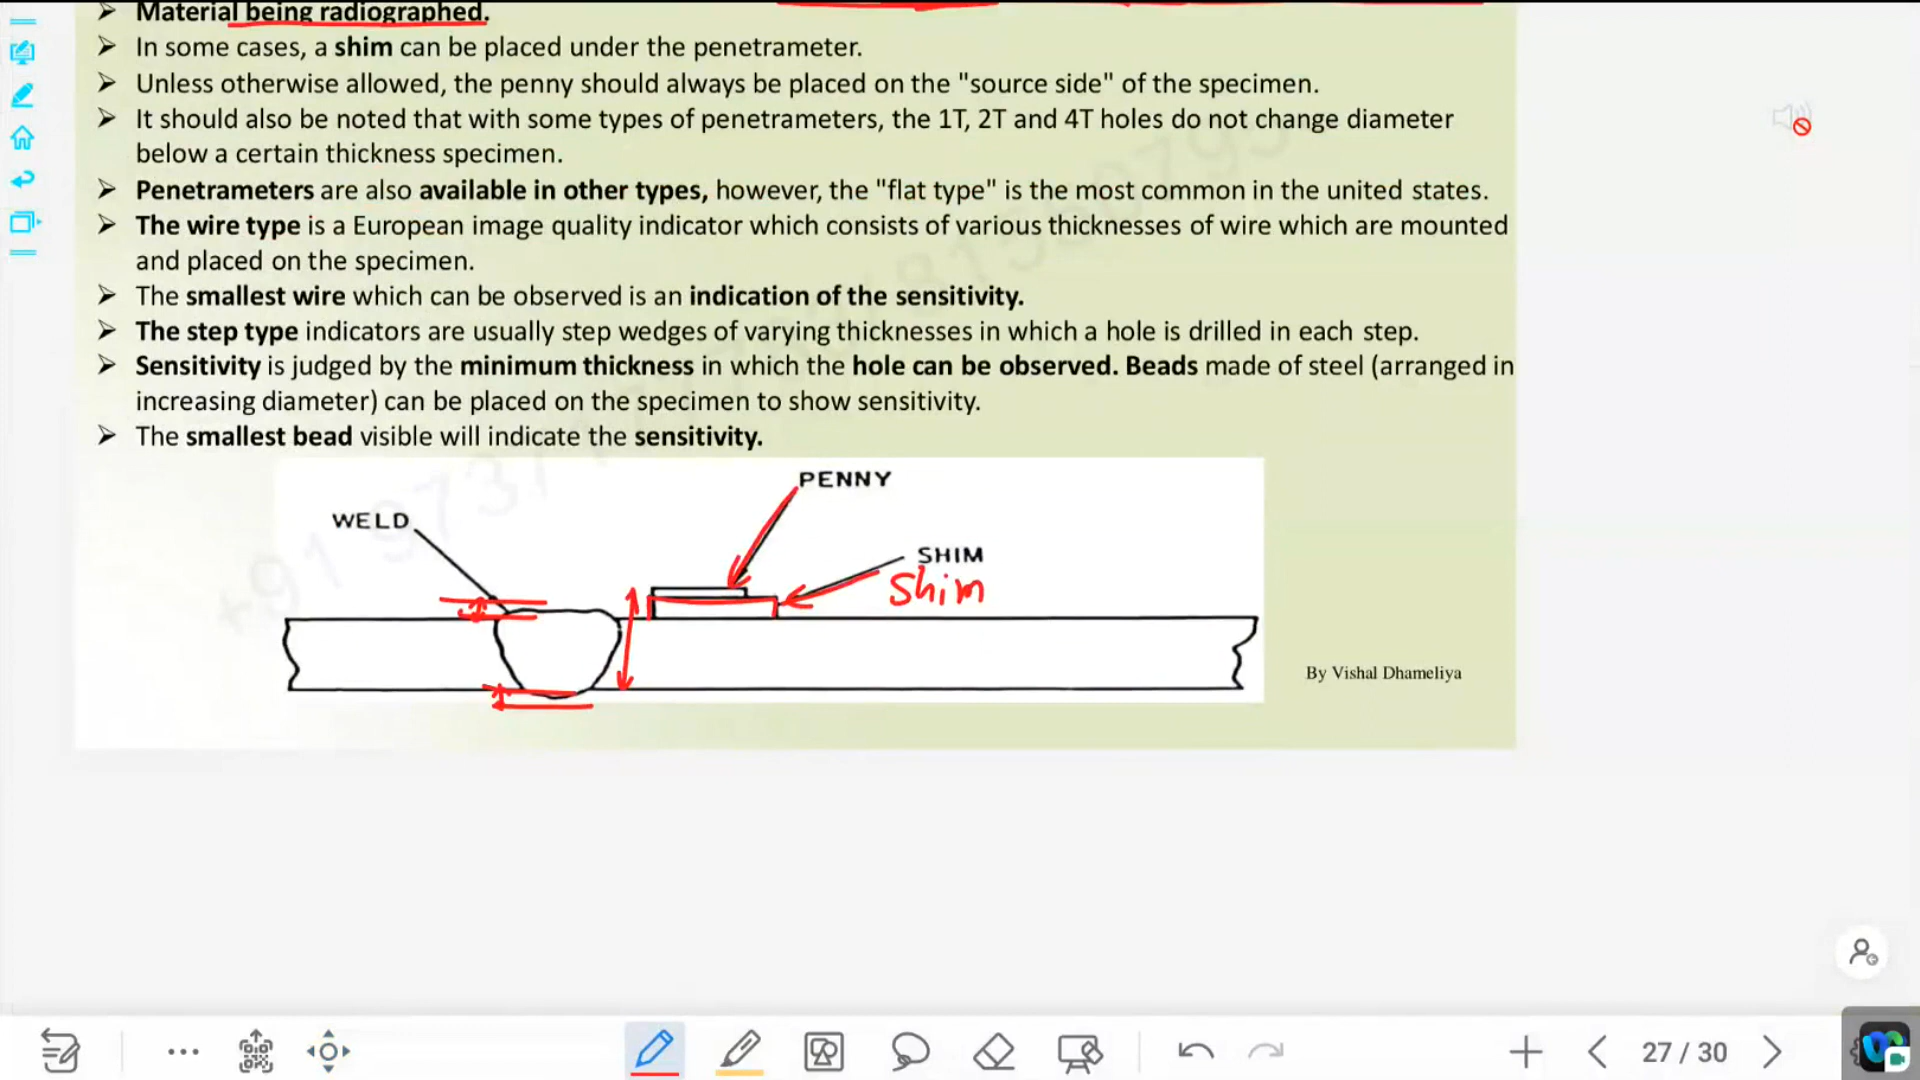 ➤ Material being radiographed.
➤ In some cases, a shim can be placed under the penetrameter.
➤ Unless otherwise allowed, the penny should always be placed on the "source side" of the specimen.
➤ It should also be noted that with some types of penetrameters, the 1T, 2T and 4T holes do not change diameter
below a certain thickness specimen.
➤ Penetrameters are also available in other types, however, the "flat type" is the most common in the united states.
➤ The wire type is a European image quality indicator which consists of various thicknesses of wire which are mounted
and placed on the specimen.
➤ The smallest wire which can be observed is an indication of the sensitivity.
➤ The step type indicators are usually step wedges of varying thicknesses in which a hole is drilled in each step.
➤ Sensitivity is judged by the minimum thickness in which the hole can be observed. Beads made of steel (arranged in
increasing diameter) can be placed on the specimen to show sensitivity.
➤ The smallest bead visible will indicate the sensitivity.
PENNY
WELD
SHIM
Shim
By Vishal Dhameliya
27 / 30